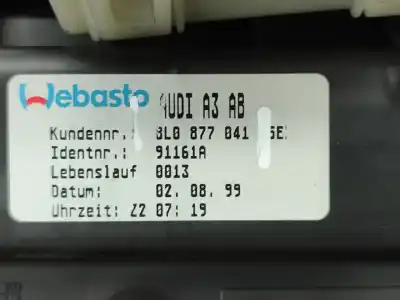 Webasto AUDI A3 AB
Kundennr.: 8L0 877 041
Identnr.: 91161A
Lebenslauf 0013
Datum: 02. 08. 99
Uhrzeit: 22 07: 19